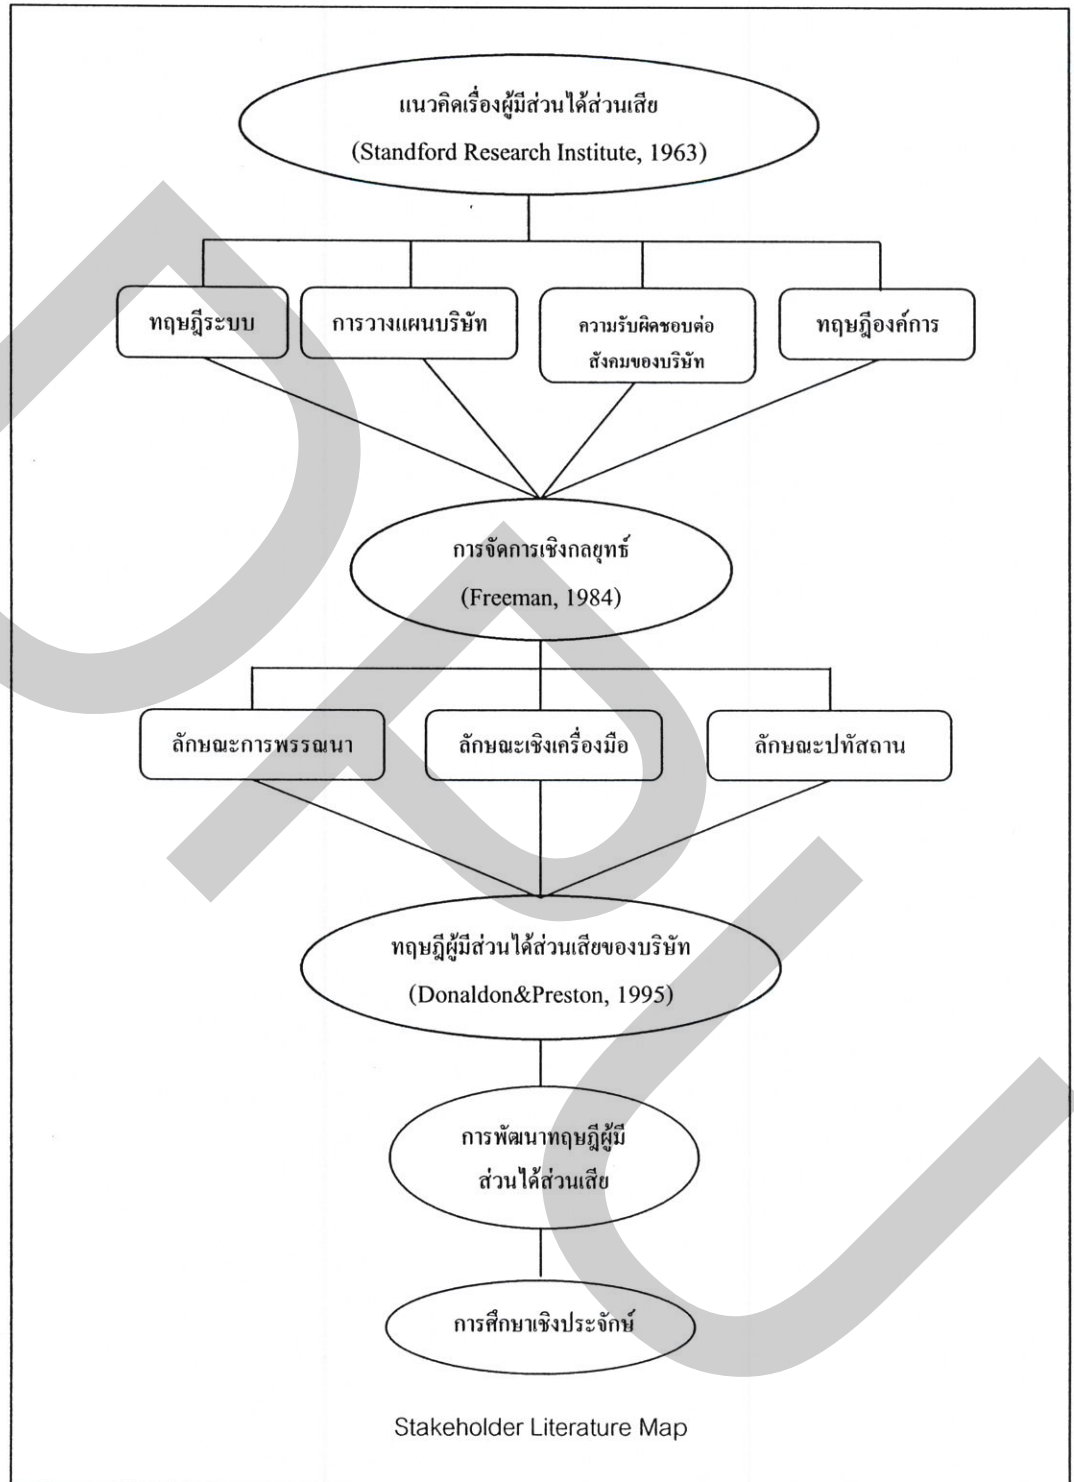 แนวคิดเรื่องผู้มีส่วนได้ส่วนเสีย
(Standford Research Institute, 1963)
ทฤษฎีระบบ
การวางแผนบริษัท
ความรับผิดชอบต่อ
สังคมของบริษัท
ทฤษฎีองค์การ
การจัดการเชิงกลยุทธ์
(Freeman, 1984)
ลักษณะการพรรณนา
ลักษณะเชิงเครื่องมือ
ลักษณะปทัสถาน
ทฤษฎีผู้มีส่วนได้ส่วนเสียของบริษัท
(Donaldon&Preston, 1995)
การพัฒนาทฤษฎีผู้มี
ส่วนได้ส่วนเสีย
การศึกษาเชิงประจักษ์
Stakeholder Literature Map
DPU